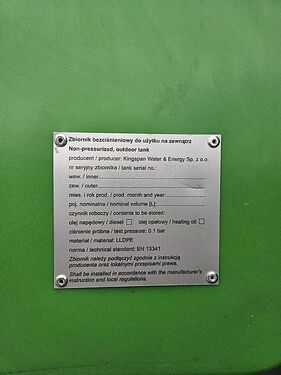 Zbiornik bezciśnieniowy do użytku na zewnątrz
Non-pressurized, outdoor tank
producent / producer: Kingspan Water & Energy Sp. z o.o.
nr seryjny zbiornika / tank serial no.:
wew. / inner
zew. / outer
mies. i rok prod. / prod. month and year
poj. nominalna / nominal volume [L]:
czynnik roboczy / contents to be stored:
olej napędowy / diesel olej opałowy / heating oil
ciśnienie próbne / test pressure: 0.1 bar
materiał / material: LLDPE
norma / technical standard: EN 13341
Zbiornik należy podłączyć zgodnie z instrukcją
producenta oraz lokalnymi przepisami prawa.
Shall be installed in accordance with the manufacturer's
instruction and local regulations.